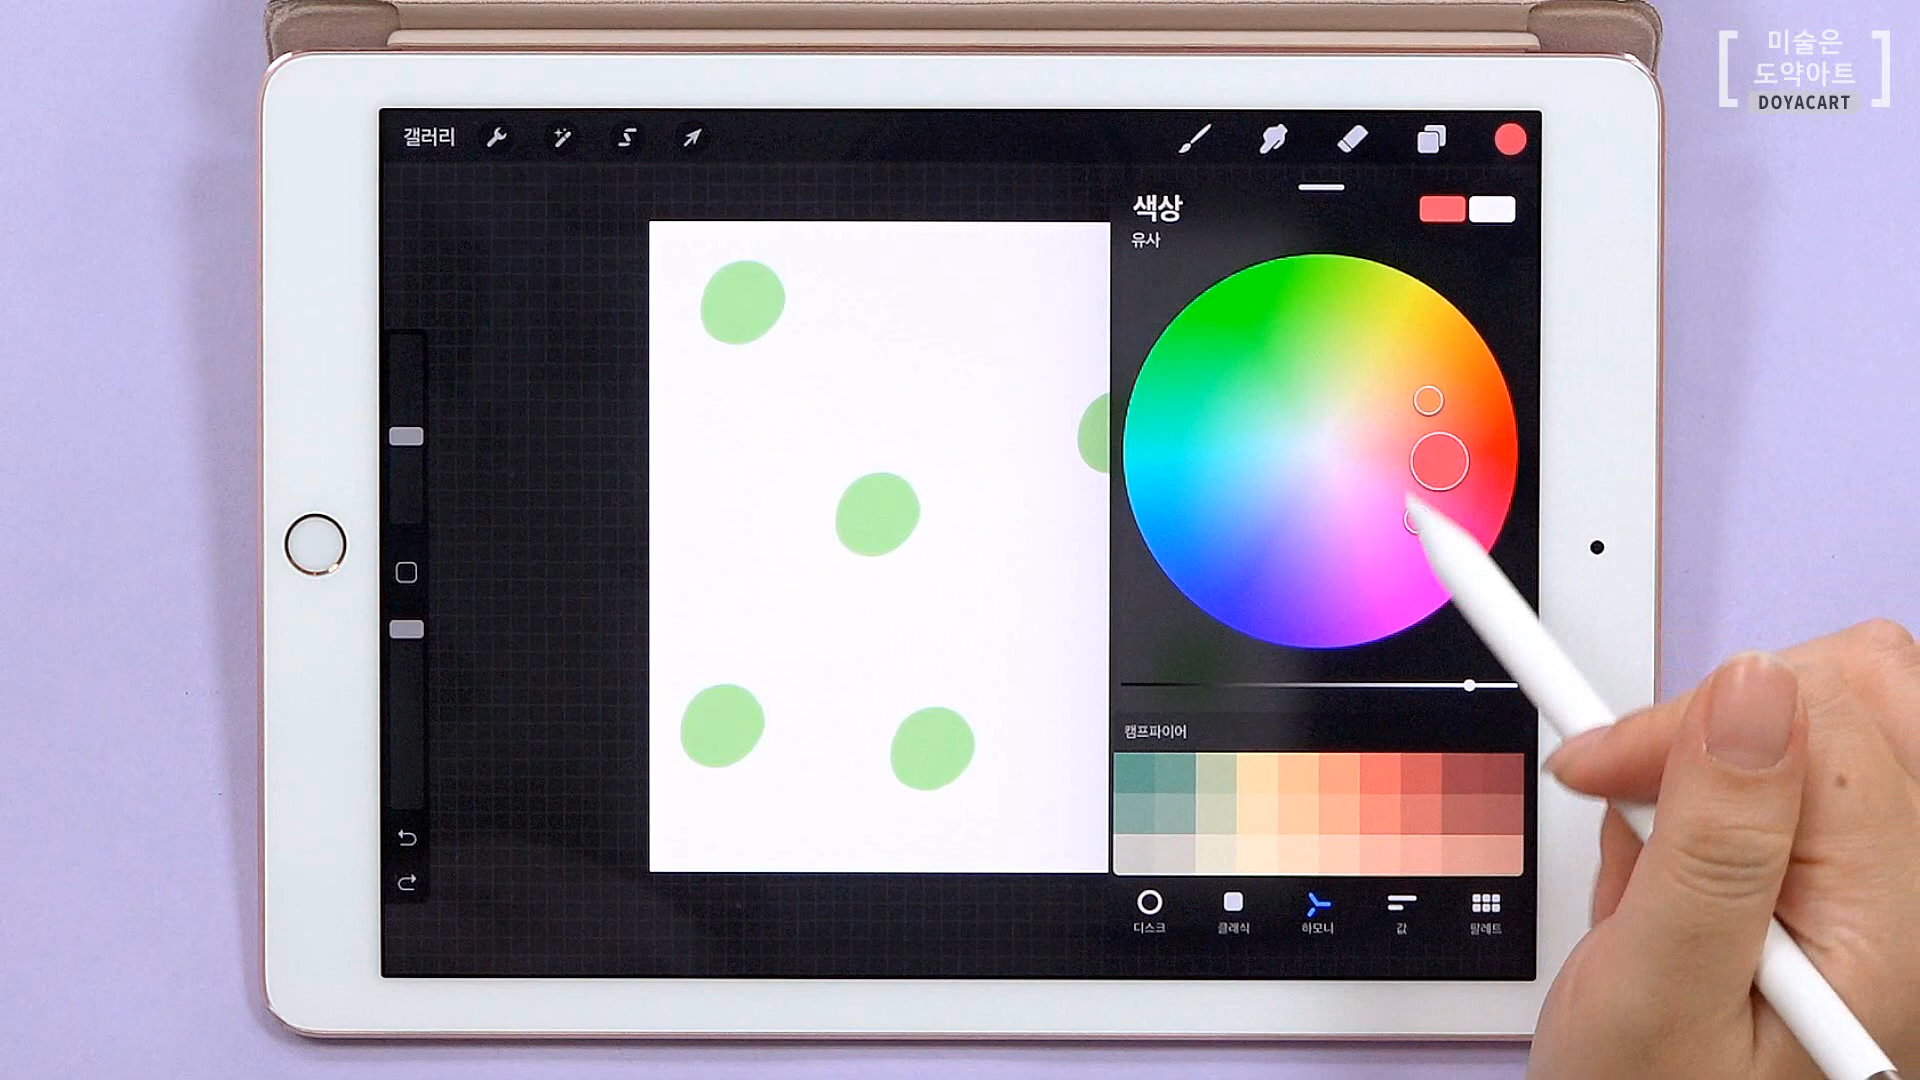 미술은
도약아트
DOYACART
갤러리
색상
유사
캠프파이어
디스크
클래식
하모니
값
팔레트